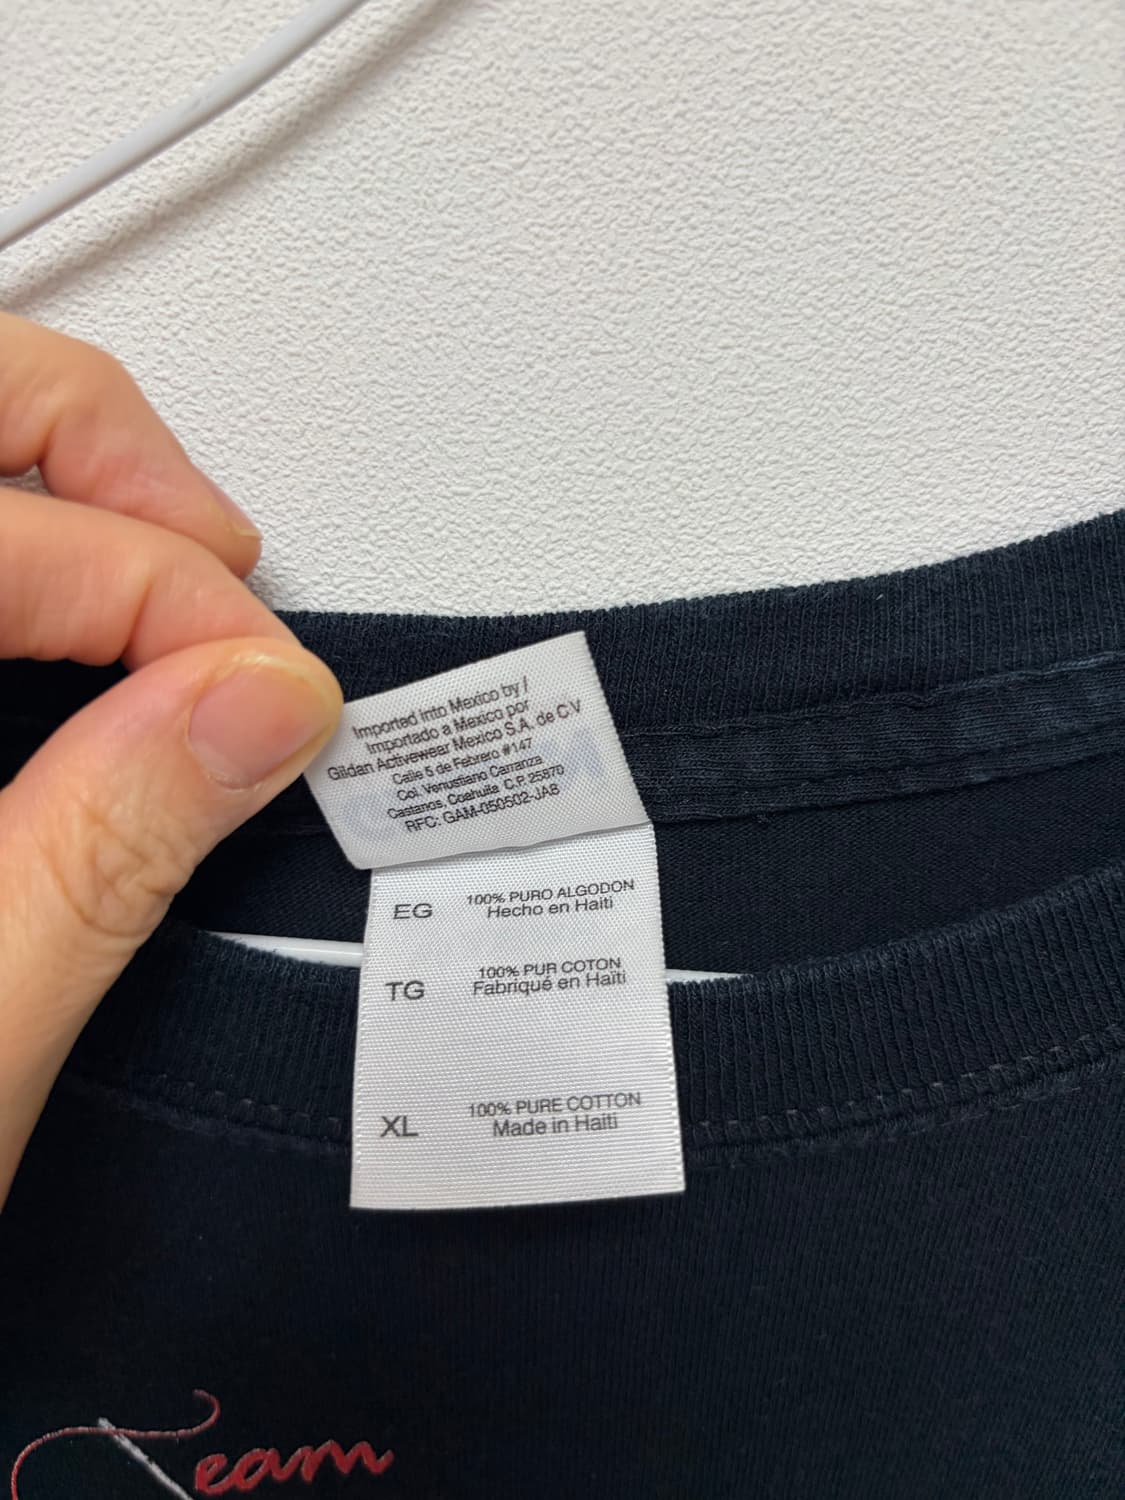 Imported into Mexico by /
Importado a Mexico por
Gildan Activewear Mexico S.A. de C.V
Calle 5 de Febrero #147
Col. Venustiano Carranza
Castanos, Coahuila C.P. 25870
RFC: GAM-050502-JA8
EG 100% PURO ALGODON
Hecho en Haiti
TG 100% PUR COTON
Fabriqué en Haïti
XL 100% PURE COTTON
Made in Haiti
Team